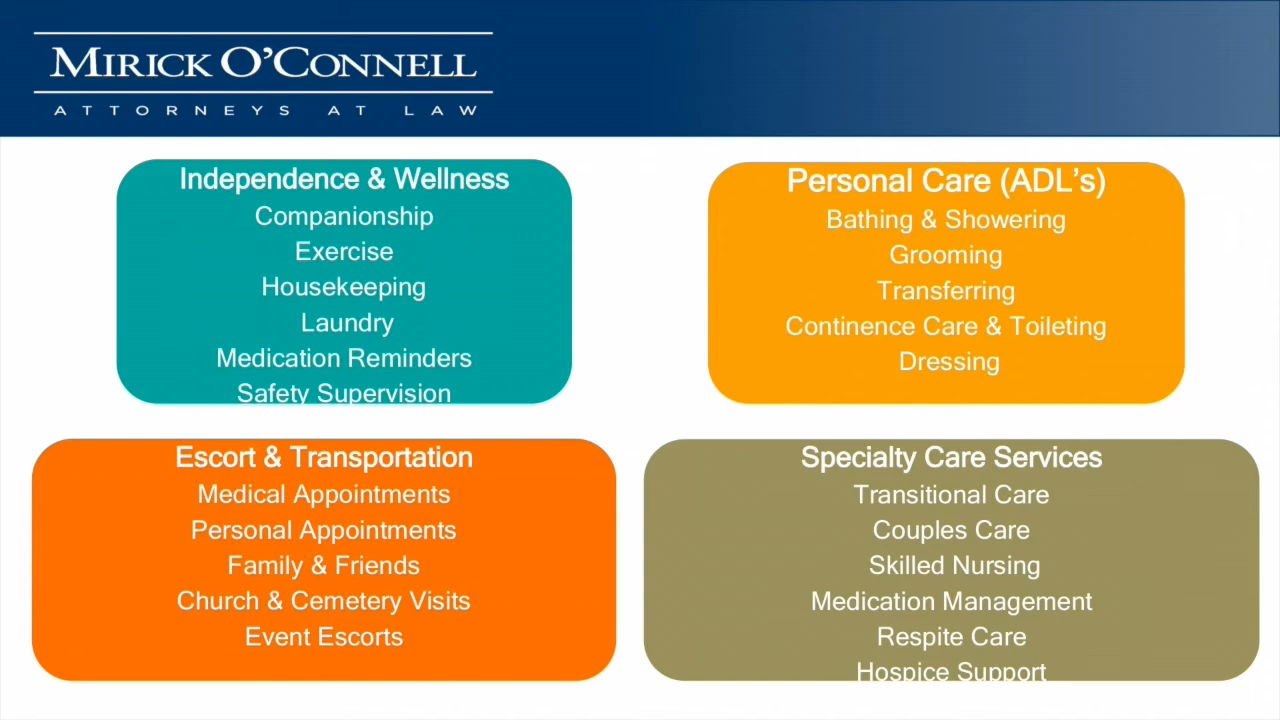 MIRICK O'CONNELL
ATTORNEYS AT LAW
Independence & Wellness
Companionship
Exercise
Housekeeping
Laundry
Medication Reminders
Safety Supervision
Personal Care (ADL's)
Bathing & Showering
Grooming
Transferring
Continence Care & Toileting
Dressing
Escort & Transportation
Medical Appointments
Personal Appointments
Family & Friends
Church & Cemetery Visits
Event Escorts
Specialty Care Services
Transitional Care
Couples Care
Skilled Nursing
Medication Management
Respite Care
Hospice Support